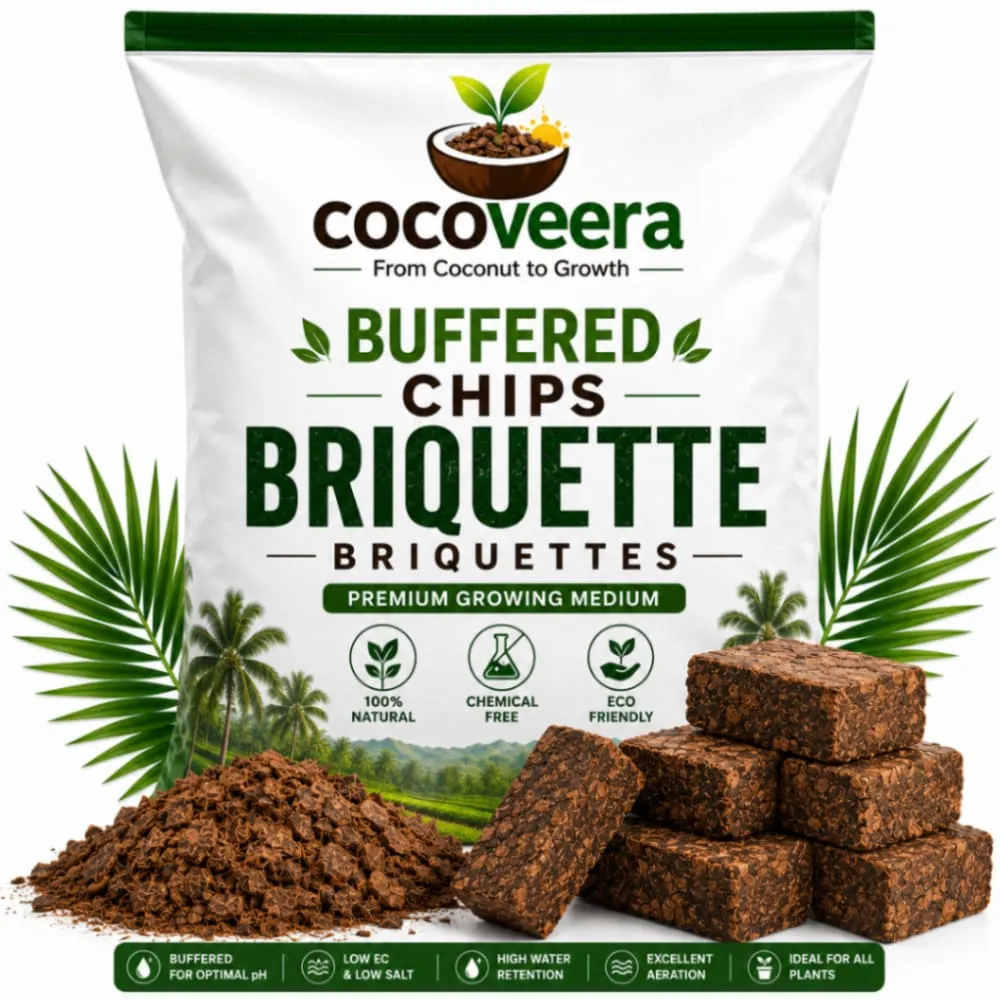 cocoveera
From Coconut to Growth
BUFFERED
CHIPS
BRIQUETTE
BRIQUETTES
PREMIUM GROWING MEDIUM
100%
NATURAL
CHEMICAL
FREE
ECO
FRIENDLY
BUFFERED
FOR OPTIMAL pH
LOW EC
& LOW SALT
HIGH WATER
RETENTION
EXCELLENT
AERATION
IDEAL FOR ALL
PLANTS